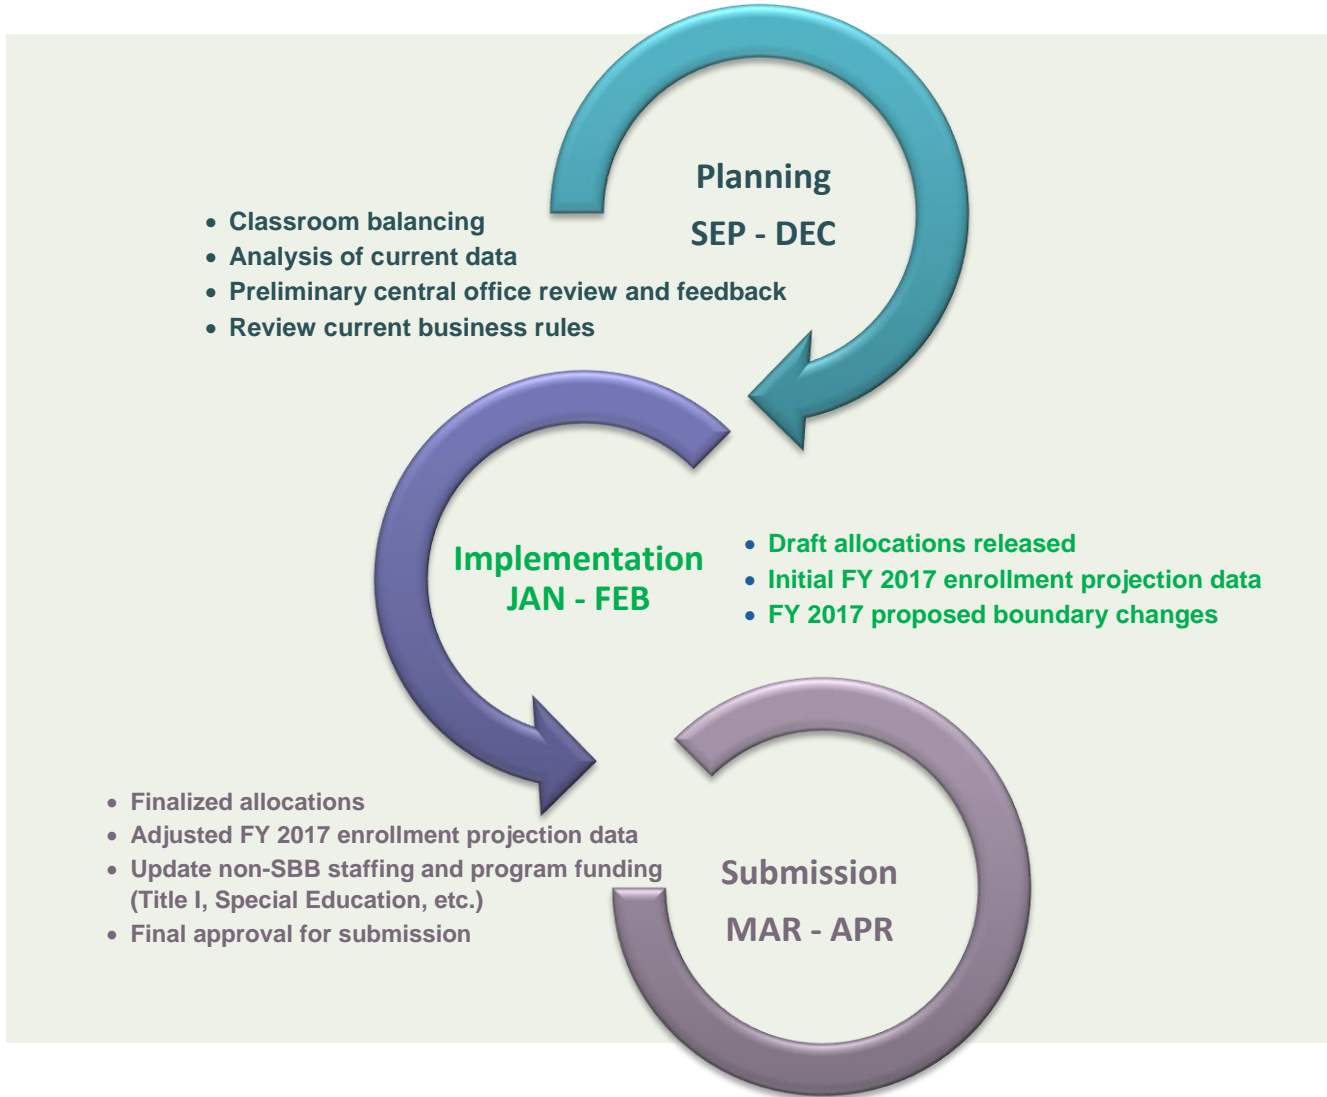 Planning
SEP - DEC
• Classroom balancing
• Analysis of current data
• Preliminary central office review and feedback
• Review current business rules
Implementation
JAN - FEB
• Draft allocations released
• Initial FY 2017 enrollment projection data
• FY 2017 proposed boundary changes
• Finalized allocations
• Adjusted FY 2017 enrollment projection data
• Update non-SBB staffing and program funding
(Title I, Special Education, etc.)
• Final approval for submission
Submission
MAR - APR